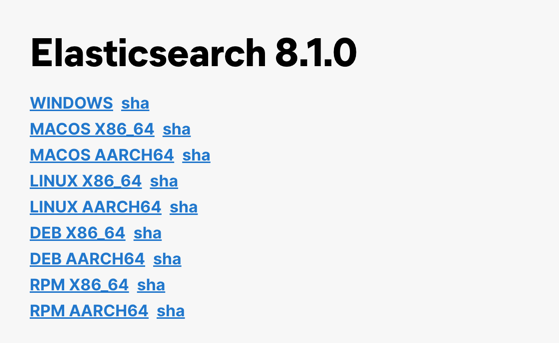 Elasticsearch 8.1.0
WINDOWS sha
MACOS X86_64 sha
MACOS AARCH64 sha
LINUX X86_64 sha
LINUX AARCH64 sha
DEB X86_64 sha
DEB AARCH64 sha
RPM X86_64 sha
RPM AARCH64 sha